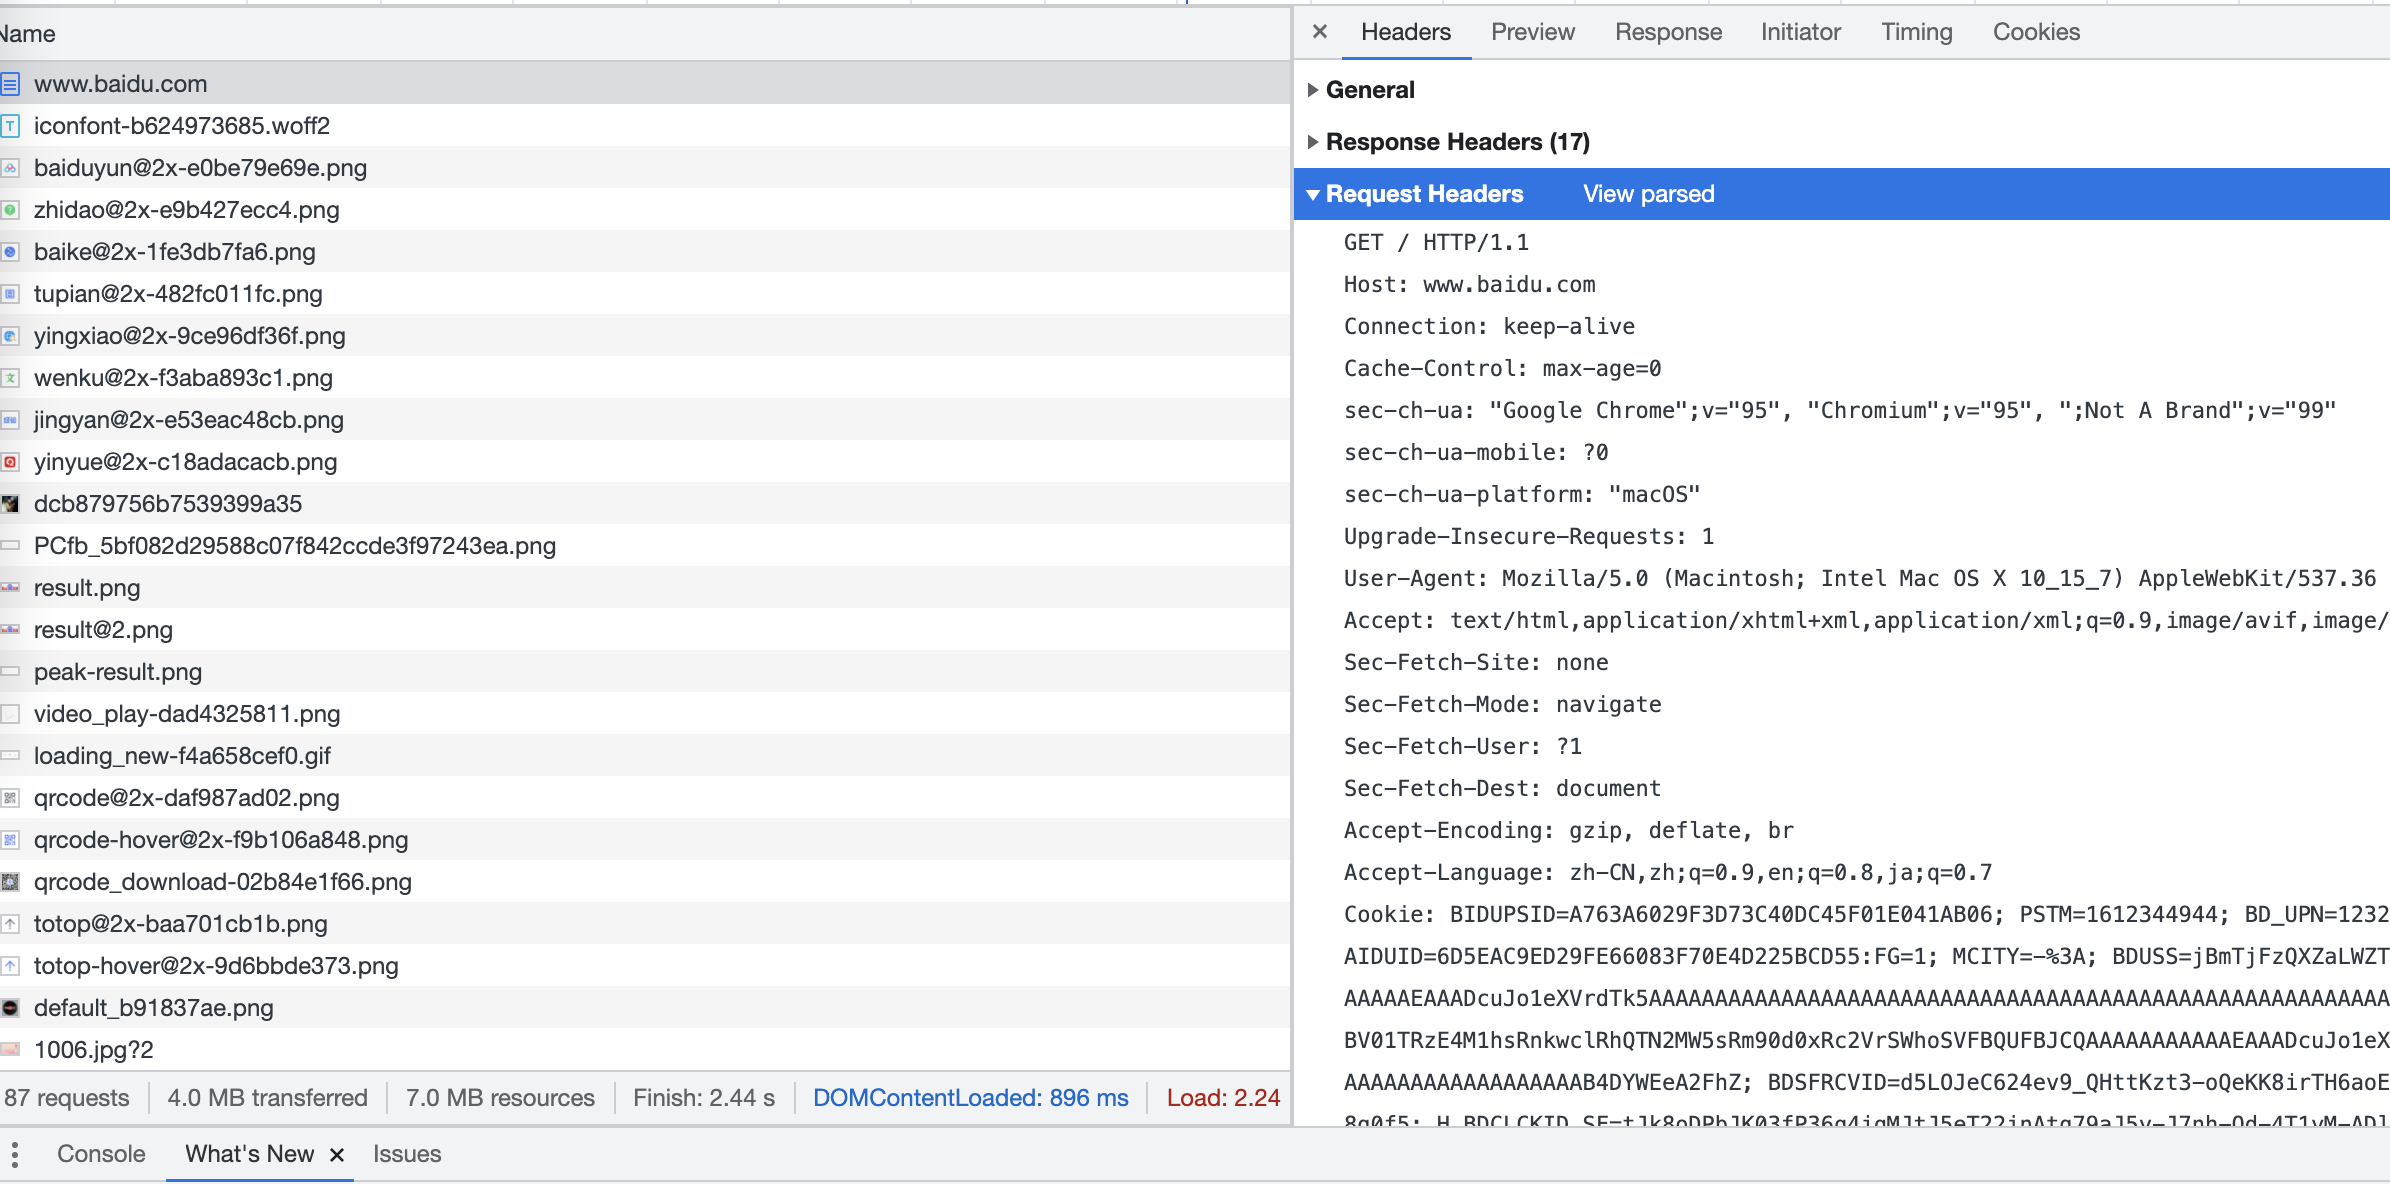 Name
www.baidu.com
iconfont-b624973685.woff2
baiduyun@2x-e0be79e69e.png
zhidao@2x-e9b427ecc4.png
baike@2x-1fe3db7fa6.png
tupian@2x-482fc011fc.png
yingxiao@2x-9ce96df36f.png
wenku@2x-f3aba893c1.png
jingyan@2x-e53eac48cb.png
yinyue@2x-c18adacacb.png
dcb879756b7539399a35
PCfb_5bf082d29588c07f842ccde3f97243ea.png
result.png
result@2.png
peak-result.png
video_play-dad4325811.png
loading_new-f4a658cef0.gif
qrcode@2x-daf987ad02.png
qrcode-hover@2x-f9b106a848.png
qrcode_download-02b84e1f66.png
totop@2x-baa701cb1b.png
totop-hover@2x-9d6bbde373.png
default_b91837ae.png
1006.jpg?2
87 requests 4.0 MB transferred 7.0 MB resources Finish: 2.44 s DOMContentLoaded: 896 ms Load: 2.24
Headers Preview Response Initiator Timing Cookies
General
Response Headers (17)
Request Headers View parsed
GET / HTTP/1.1
Host: www.baidu.com
Connection: keep-alive
Cache-Control: max-age=0
sec-ch-ua: "Google Chrome";v="95", "Chromium";v="95", ";Not A Brand";v="99"
sec-ch-ua-mobile: ?0
sec-ch-ua-platform: "macOS"
Upgrade-Insecure-Requests: 1
User-Agent: Mozilla/5.0 (Macintosh; Intel Mac OS X 10_15_7) AppleWebKit/537.36
Accept: text/html,application/xhtml+xml,application/xml;q=0.9,image/avif,image/
Sec-Fetch-Site: none
Sec-Fetch-Mode: navigate
Sec-Fetch-User: ?1
Sec-Fetch-Dest: document
Accept-Encoding: gzip, deflate, br
Accept-Language: zh-CN,zh;q=0.9,en;q=0.8,ja;q=0.7
Cookie: BIDUPSID=A763A6029F3D73C40DC45F01E041AB06; PSTM=1612344944; BD_UPN=1232
AIDUID=6D5EAC9ED29FE66083F70E4D225BCD55:FG=1; MCITY=-%3A; BDUSS=jBmTjFzQXZaLWZT
AAAAAEAAADcuJo1eXVrdTk5AAAAAAAAAAAAAAAAAAAAAAAAAAAAAAAAAAAAAAAAAAAAAAAAAAAAAAAA
BV01TRzE4M1hsRnkwclRhQTN2MW5sRm90d0xRc2VrSWhoSVFBQUFBJCQAAAAAAAAAAAEAAADcuJo1eX
AAAAAAAAAAAAAAAAAAB4DYWEeA2FhZ; BDSFRCVID=d5LOJeC624ev9_QHttKzt3-oQeKK8irTH6aoE
Console What's New Issues